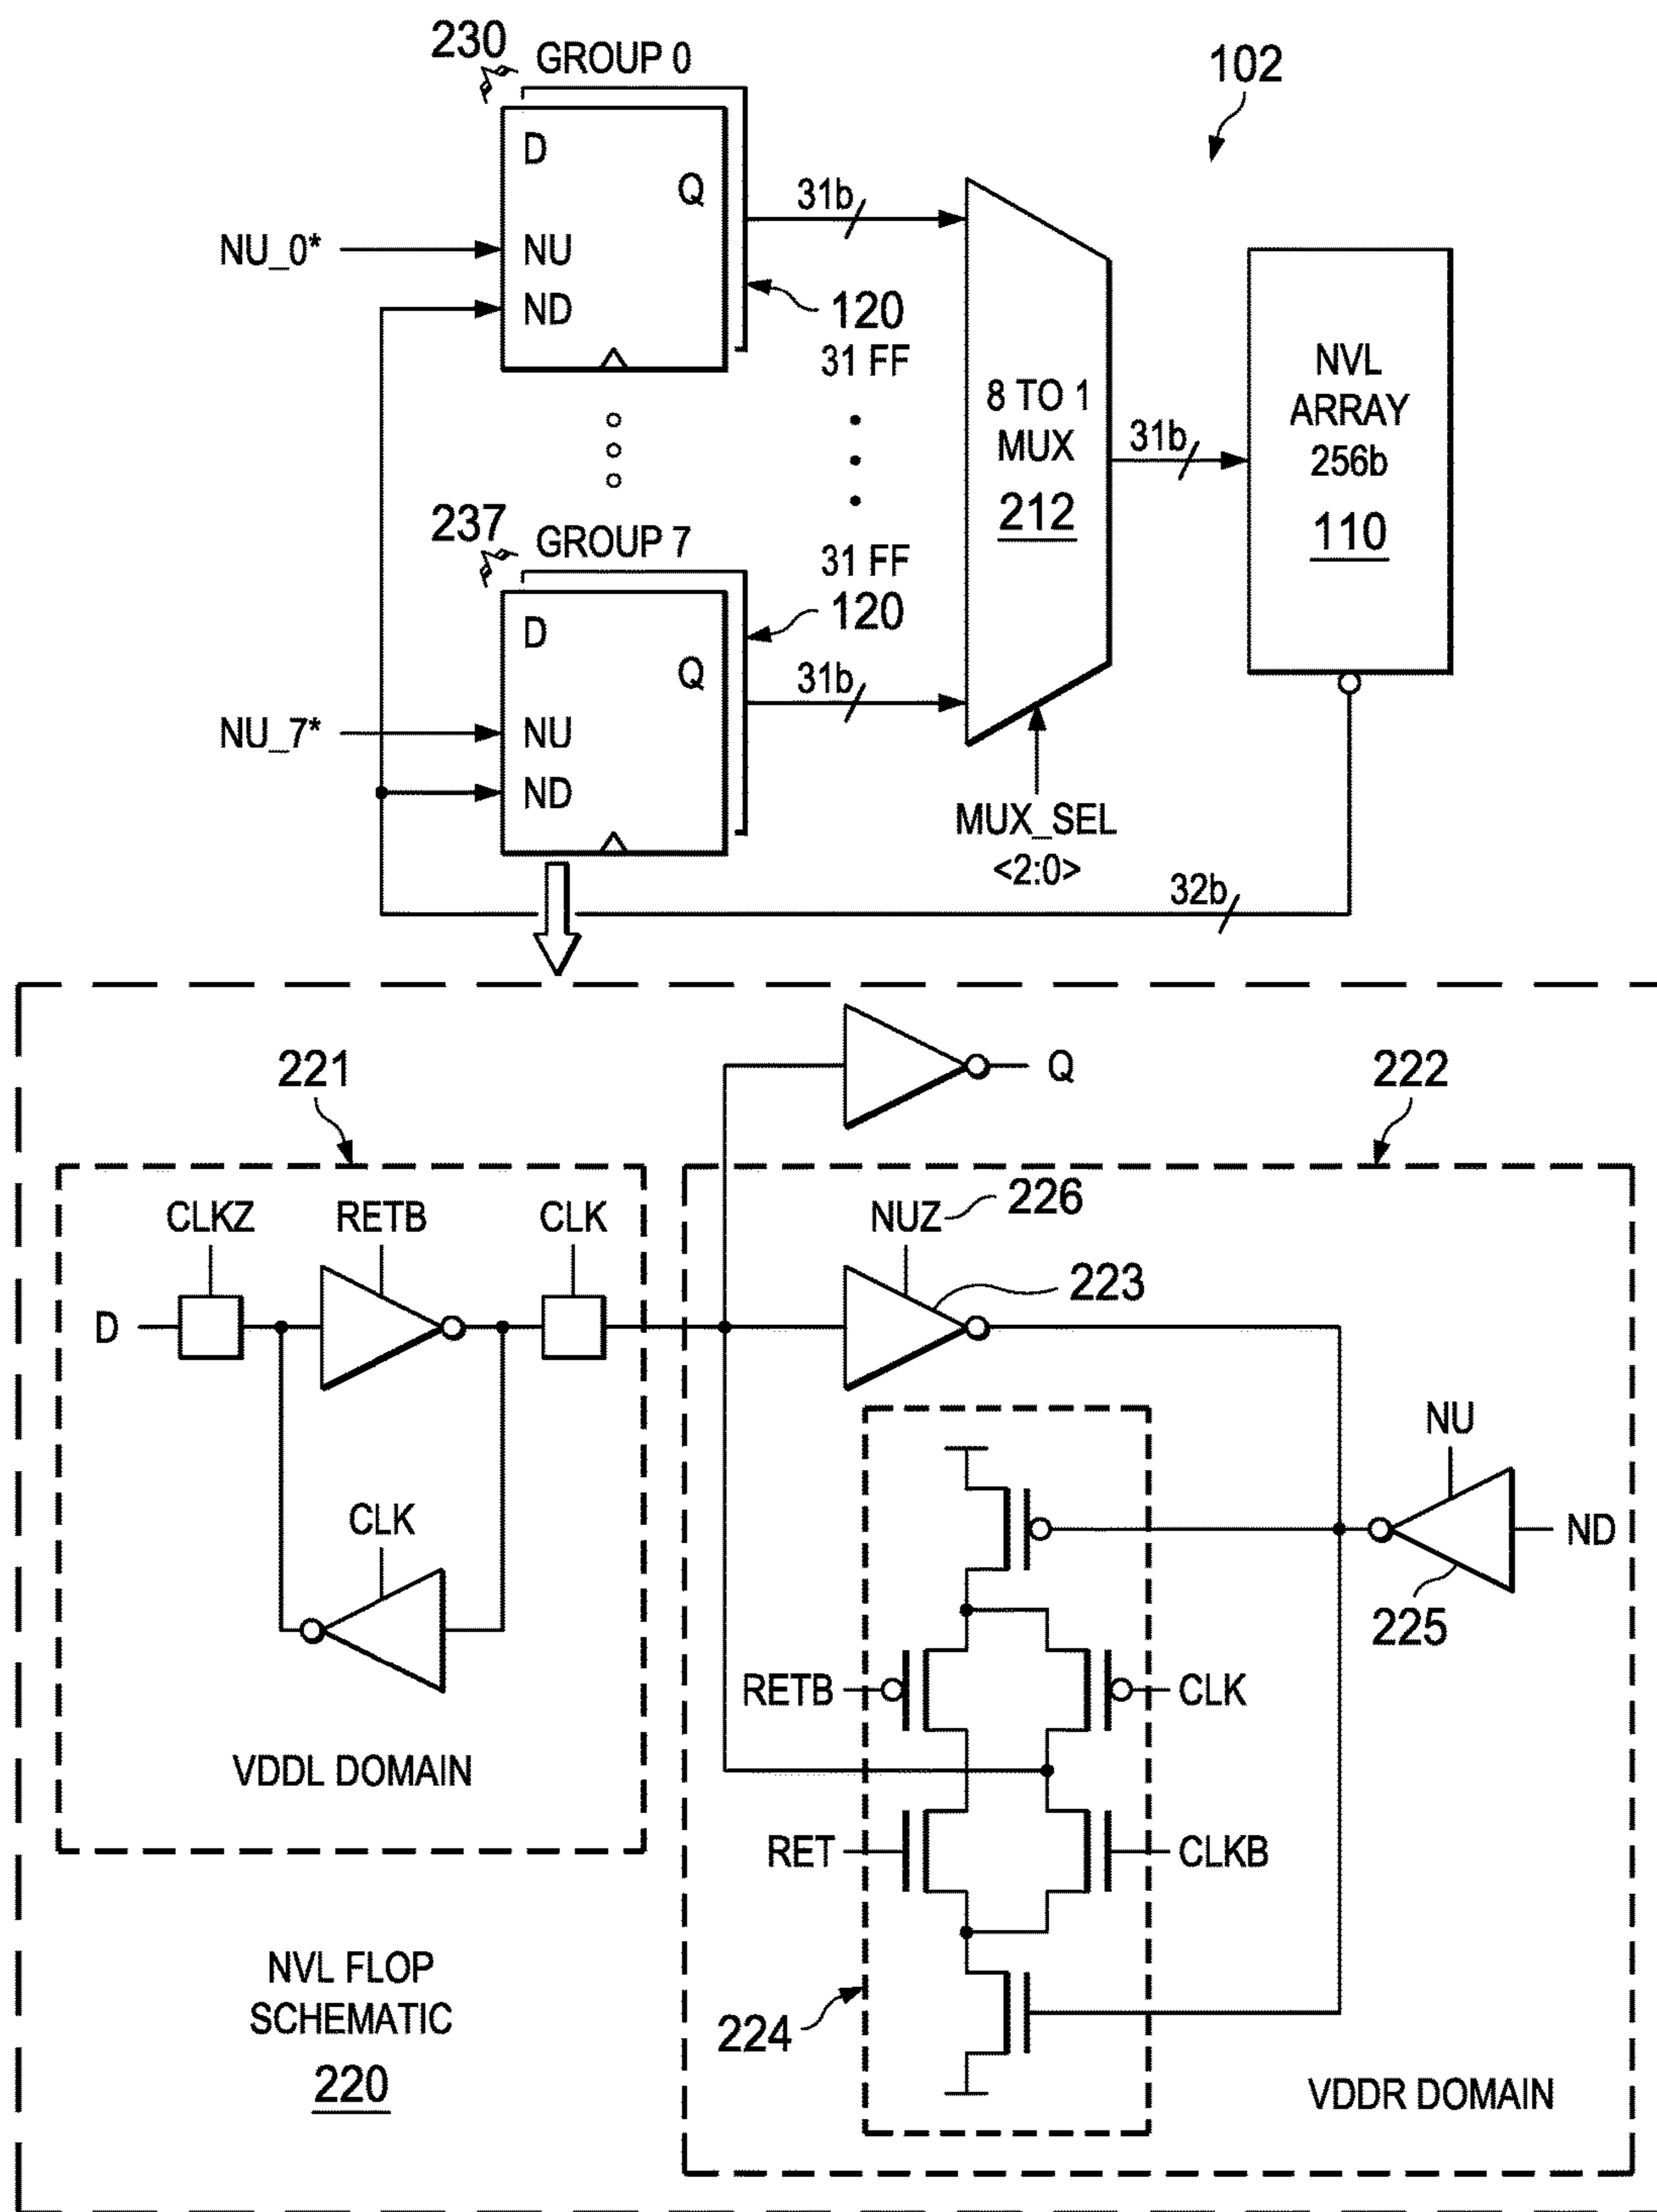 230
GROUP 0
102
D
Q
31b
NU_0*
NU
ND
120
31 FF
8 TO 1
MUX
212
31b
NVL
ARRAY
256b
110
237
GROUP 7
31 FF
120
D
Q
31b
NU_7*
NU
ND
MUX_SEL
<2:0>
32b
221
Q
222
CLKZ
RETB
CLK
NUZ
226
D
223
CLK
NU
ND
225
RETB
CLK
VDDL DOMAIN
RET
CLKB
NVL FLOP
SCHEMATIC
220
224
VDDR DOMAIN